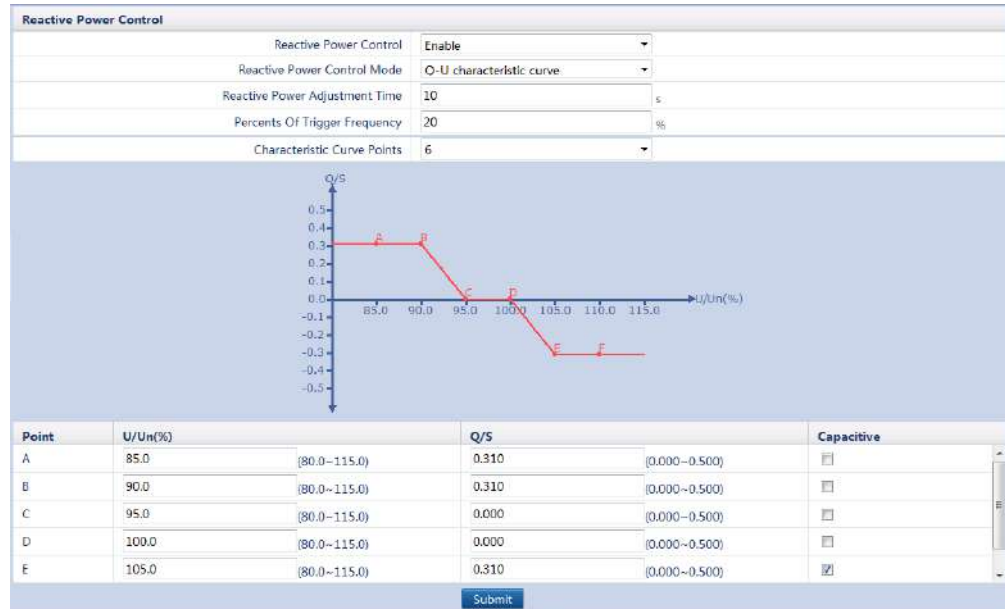 Reactive Power Control
Reactive Power Control Enable
Reactive Power Control Mode Q-U characteristic curve
Reactive Power Adjustment Time 10 s
Percents Of Trigger Frequency 20 %
Characteristic Curve Points 6
Q/S
0.5
0.4
A B
0.3
0.2
0.1
C D
0.0 U/Un(%)
85.0 90.0 95.0 100.0 105.0 110.0 115.0
-0.1
-0.2
E F
-0.3
-0.4
-0.5
Point U/Un(%) Q/S Capacitive
A 85.0 (80.0~115.0) 0.310 (0.000~0.500)
B 90.0 (80.0~115.0) 0.310 (0.000~0.500)
C 95.0 (80.0~115.0) 0.000 (0.000~0.500)
D 100.0 (80.0~115.0) 0.000 (0.000~0.500)
E 105.0 (80.0~115.0) 0.310 (0.000~0.500)
Submit